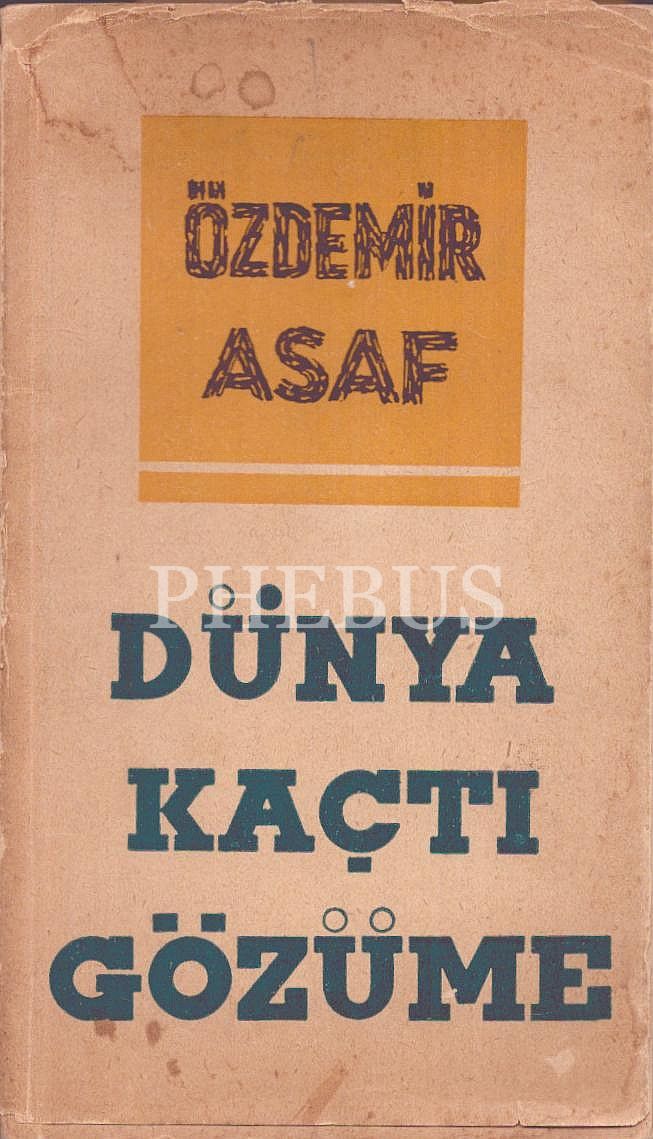 ÖZDEMİR
ASAF
PHEBUS
DÜNYA
KAÇTI
GÖZÜME